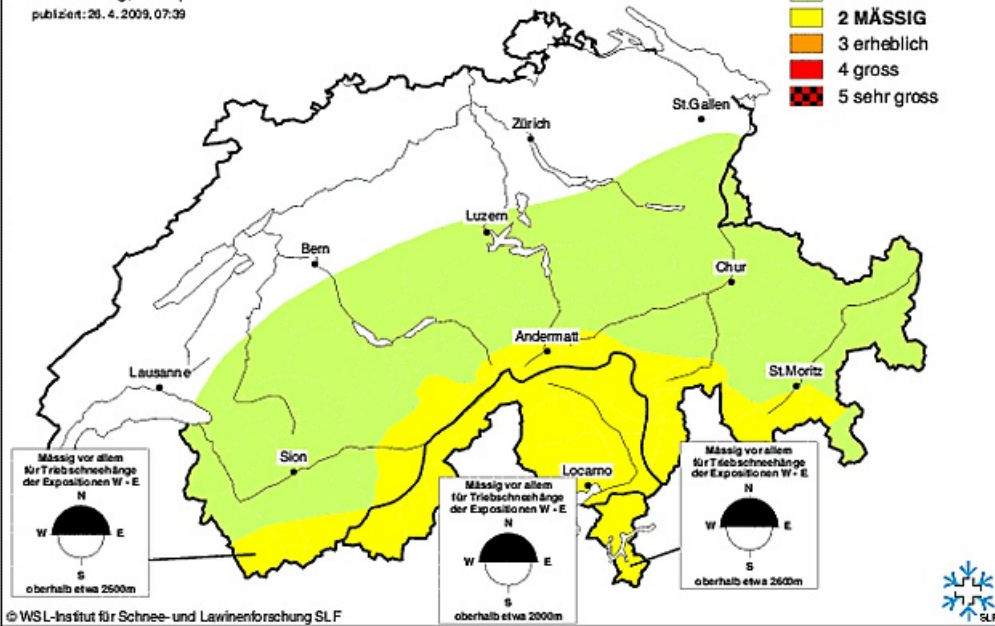 publiziert: 26. 4. 2009, 07:39
2 MÄSSIG
3 erheblich
4 gross
5 sehr gross
St.Gallen
Zürich
Luzern
Bern
Chur
Andermatt
Lausanne
St.Moritz
Sion
Locarno
Mässig vor allem
für Triebschneehänge
der Expositionen W - E
N
W E
S
oberhalb etwa 2500m
Mässig vor allem
für Triebschneehänge
der Expositionen W - E
N
W E
S
oberhalb etwa 2000m
Mässig vor allem
für Triebschneehänge
der Expositionen W - E
N
W E
S
oberhalb etwa 2600m
© WSL-Institut für Schnee- und Lawinenforschung SLF
SLF